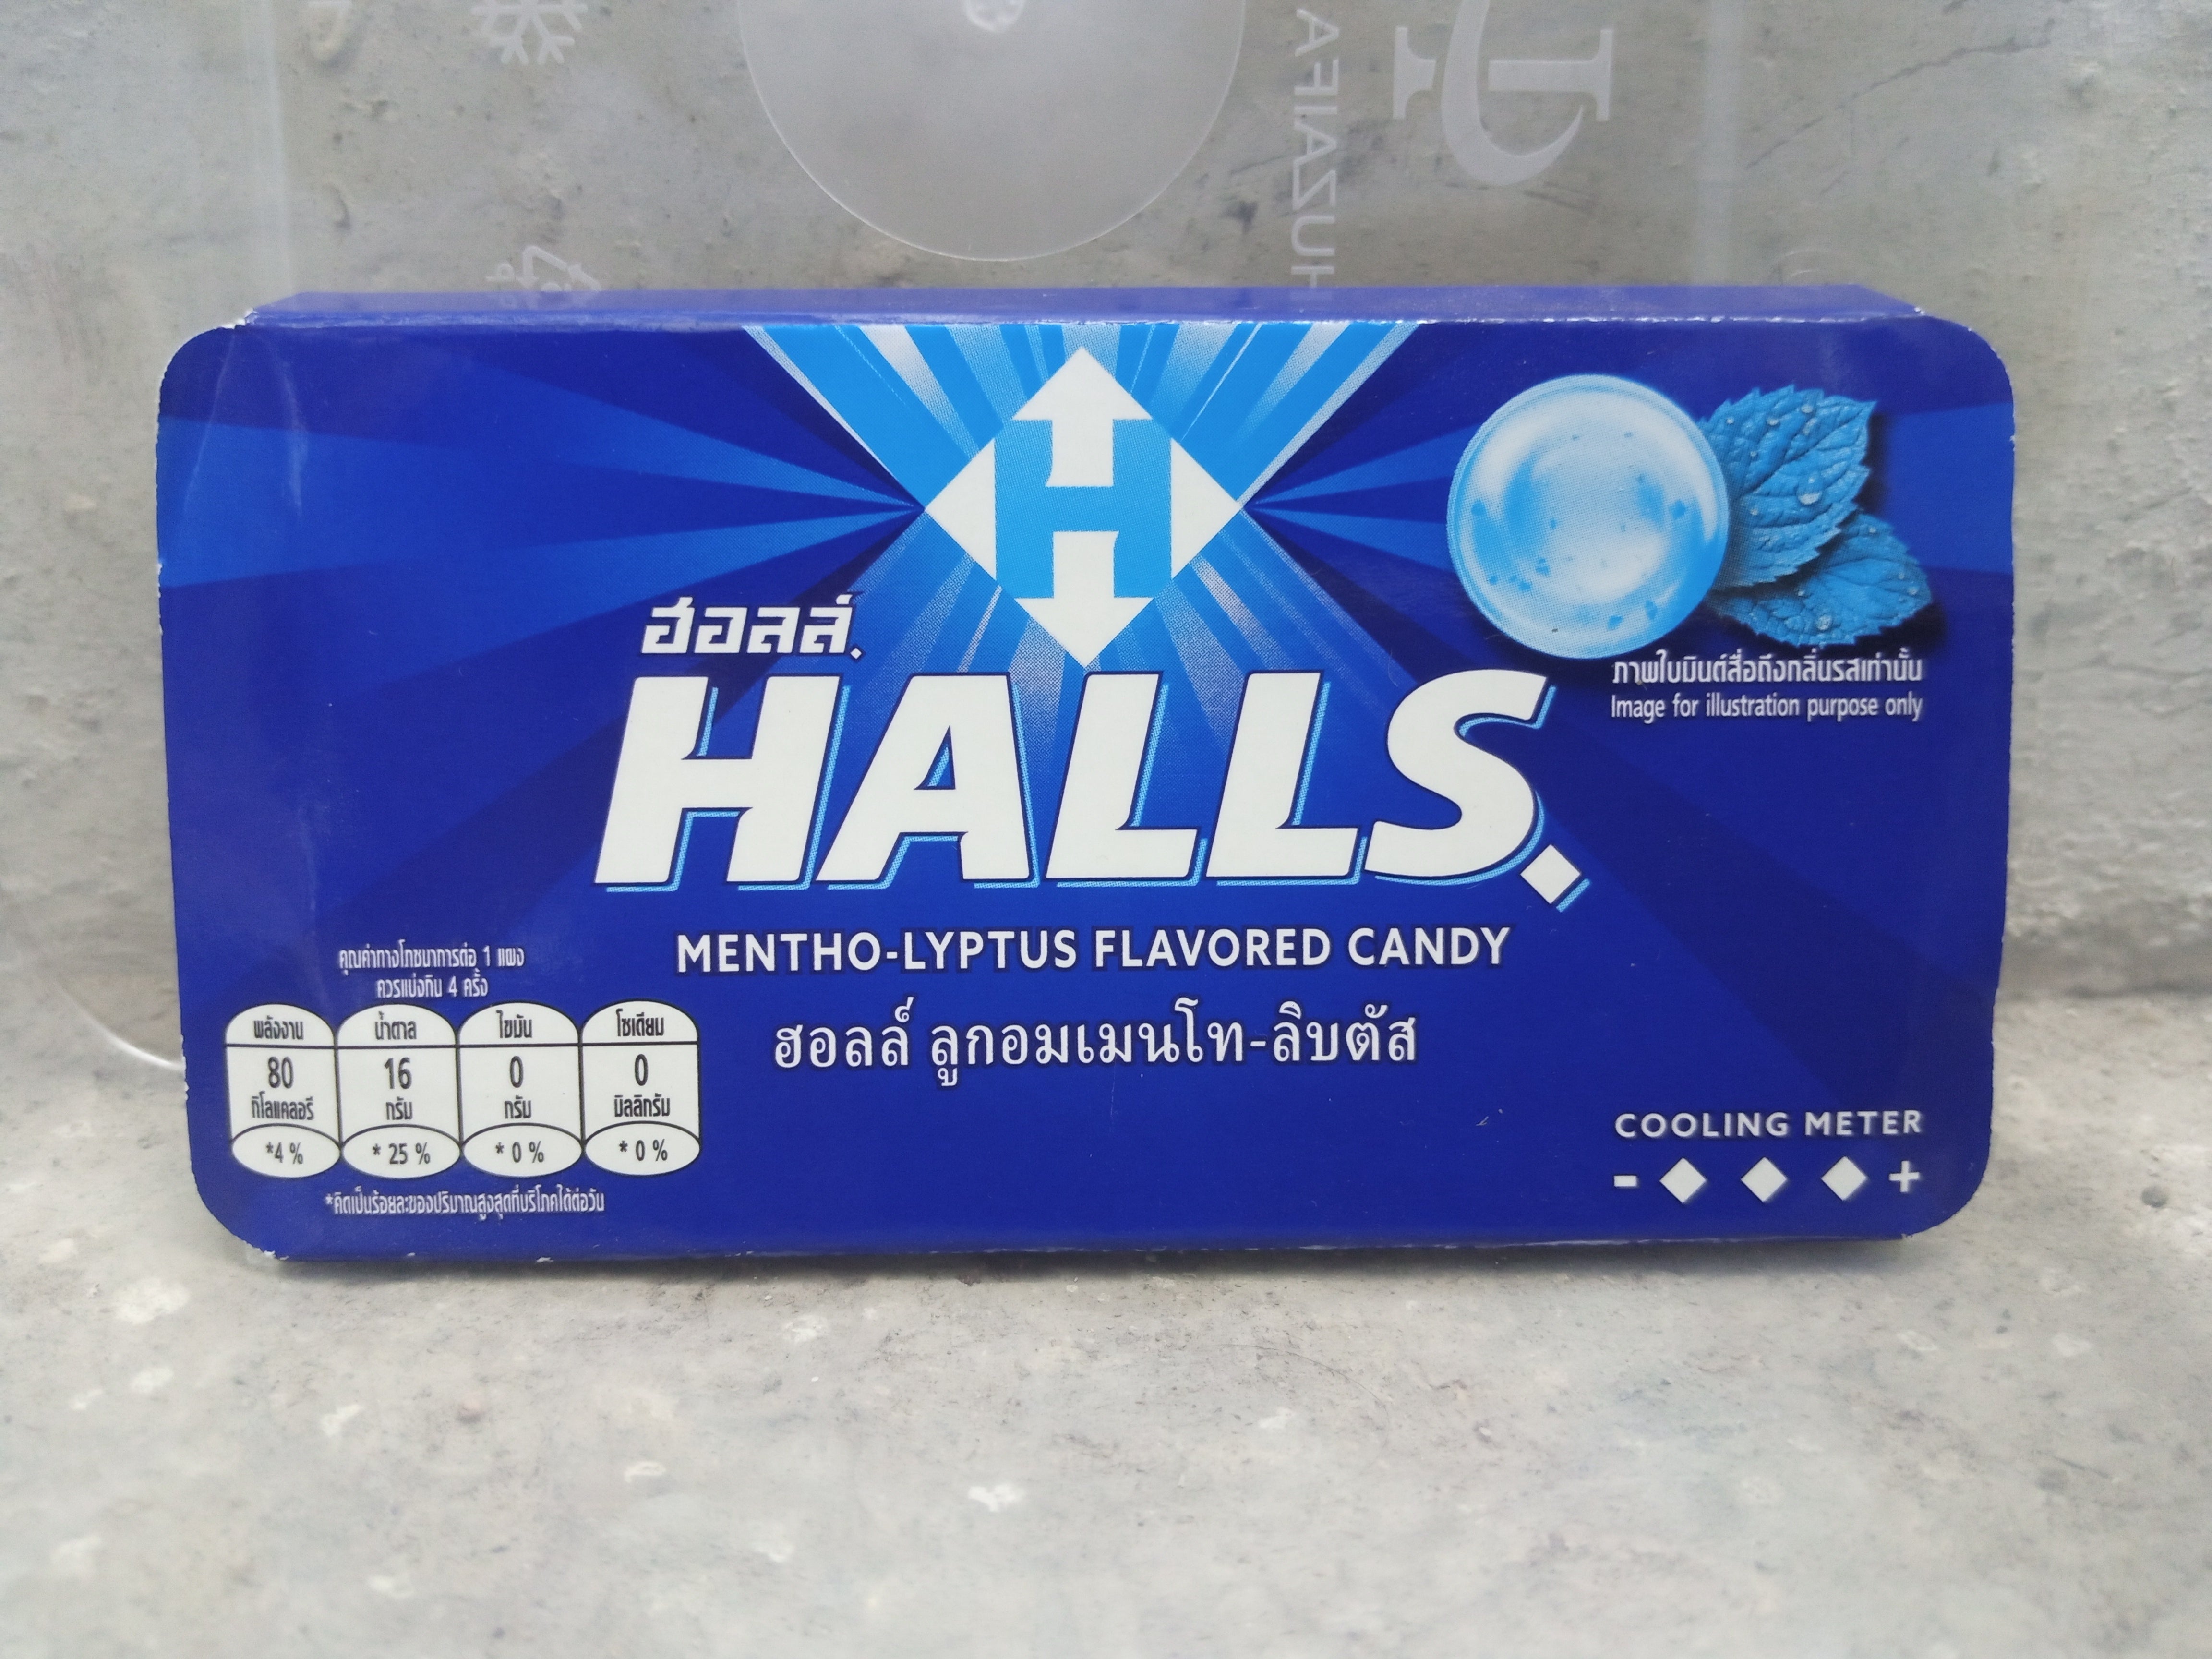 HUZAIFA
H
ฮอลล์
HALLS
ภาพใบมินต์สื่อถึงกลิ่นรสเท่านั้น
Image for illustration purpose only
MENTHO-LYPTUS FLAVORED CANDY
ฮอลล์ ลูกอมเมนโท-ลิบตัส
คุณค่าทางโภชนาการต่อ 1 แผง
ควรแบ่งกิน 4 ครั้ง
พลังงาน น้ำตาล ไขมัน โซเดียม
80 16 0 0
กิโลแคลอรี กรัม กรัม มิลลิกรัม
*4 % * 25 % * 0 % * 0 %
*คิดเป็นร้อยละของปริมาณสูงสุดที่บริโภคได้ต่อวัน
COOLING METER
- +